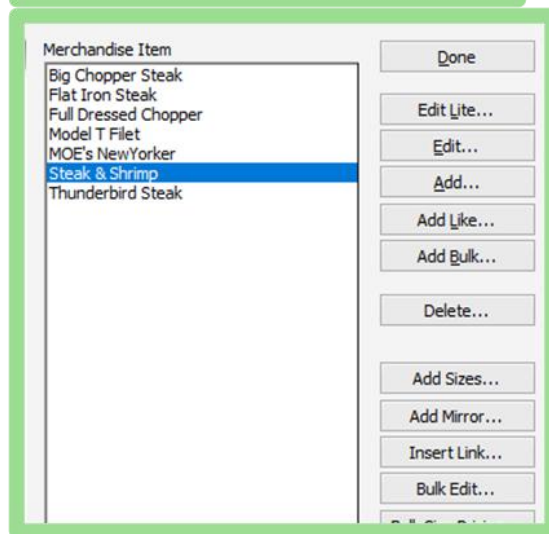 Merchandise Item
Big Chopper Steak
Flat Iron Steak
Full Dressed Chopper
Model T Filet
MOE's NewYorker
Steak & Shrimp
Thunderbird Steak
Done
Edit Lite...
Edit...
Add...
Add Like...
Add Bulk...
Delete...
Add Sizes...
Add Mirror...
Insert Link...
Bulk Edit...